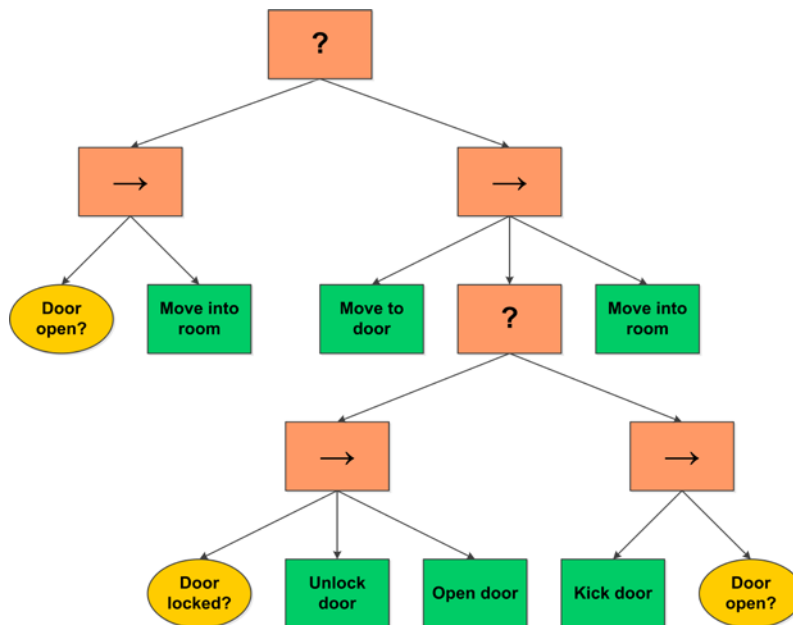 ?
→
→
Door
open?
Move into
room
Move to
door
?
Move into
room
→
→
Door
locked?
Unlock
door
Open door
Kick door
Door
open?